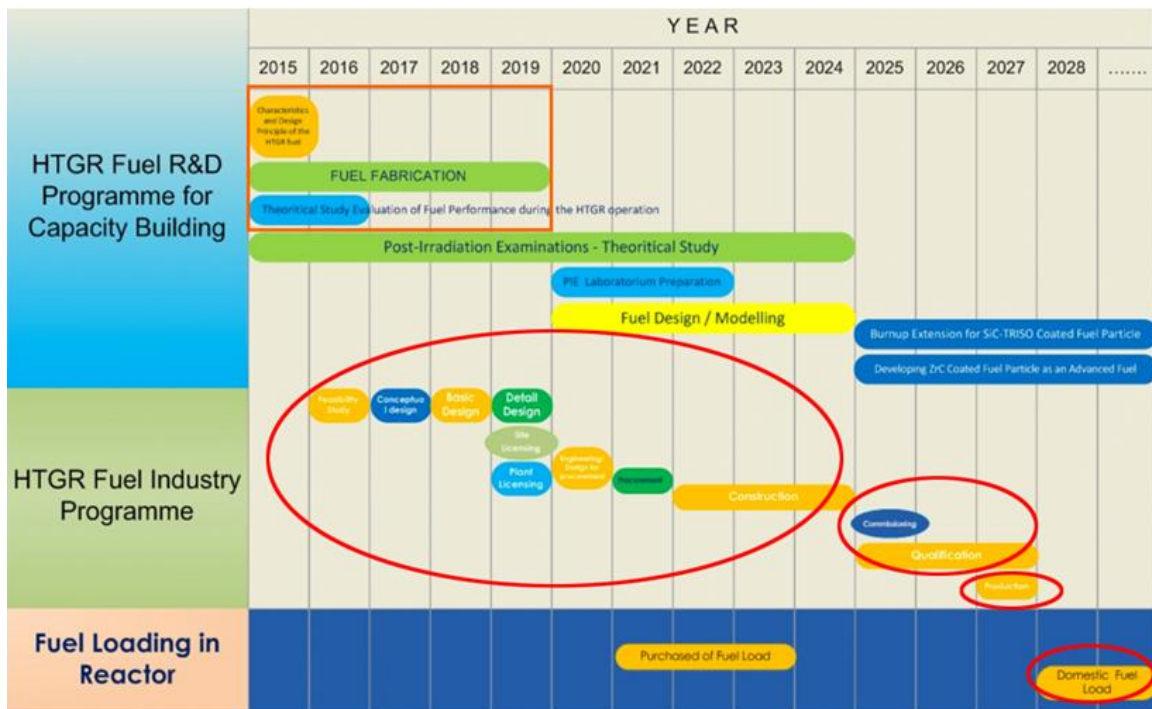 YEAR
2015 2016 2017 2018 2019 2020 2021 2022 2023 2024 2025 2026 2027 2028 .......
HTGR Fuel R&D
Programme for
Capacity Building
Characteristics
and Design
Principle of the
HTGR fuel
FUEL FABRICATION
Theoritical Study Evaluation of Fuel Performance during the HTGR operation
Post-Irradiation Examinations - Theoritical Study
PIE Laboratorium Preparation
Fuel Design / Modelling
Burnup Extension for SiC-TRISO Coated Fuel Particle
Developing ZrC Coated Fuel Particle as an Advanced Fuel
HTGR Fuel Industry
Programme
Feasibility
Study
Conceptua
l design
Basic
Design
Detail
Design
Site
Licensing
Plant
Licensing
Engineering/
Design for
procurement
Procurement
Construction
Commisioning
Qualification
Production
Fuel Loading in
Reactor
Purchased of Fuel Load
Domestic Fuel
Load